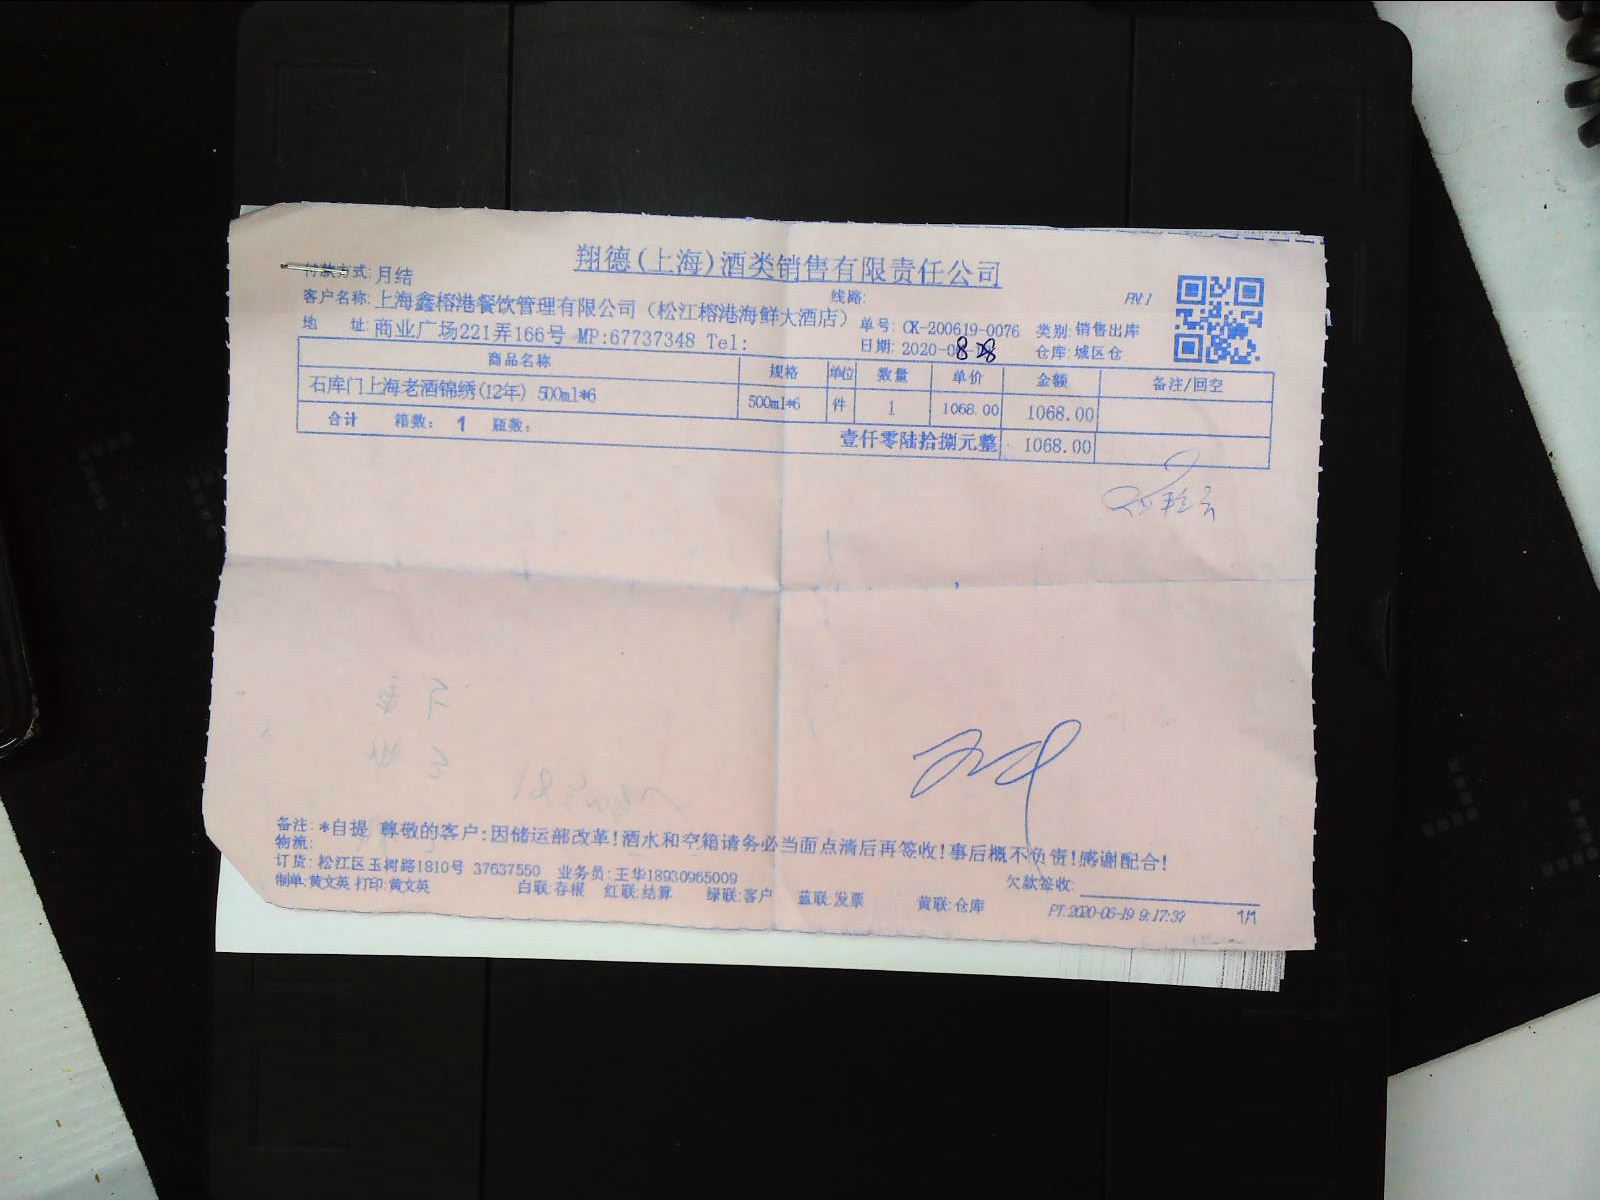 翔德(上海)酒类销售有限责任公司
付款方式: 月结
线路:
客户名称: 上海鑫榕港餐饮管理有限公司（松江榕港海鲜大酒店）
单号: CK-200619-0076 类别: 销售出库
地 址: 商业广场221弄166号 MP:67737348 Tel:
日期: 2020-08-28 仓库: 城区仓
商品名称 规格 单位 数量 单价 金额 备注/回空
石库门上海老酒锦绣(12年) 500ml*6 500ml*6 件 1 1068.00 1068.00
合计 箱数: 1 瓶数: 壹仟零陆拾捌元整 1068.00
备注: *自提 尊敬的客户:因储运部改革!酒水和空箱请务必当面点清后再签收!事后概不负责!感谢配合!
物流:
订货: 松江区玉树路1810号 37637550 业务员: 王华18930965009
欠款签收:
制单: 黄文英 打印: 黄文英 白联: 存根 红联: 结算 绿联: 客户 蓝联: 发票 黄联: 仓库 PT:2020-06-19 9:17:37 1/1